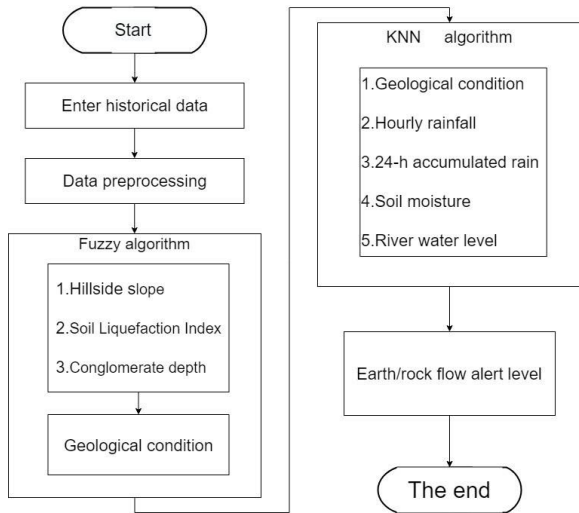 Start
Enter historical data
Data preprocessing
Fuzzy algorithm
1.Hillside slope
2.Soil Liquefaction Index
3.Conglomerate depth
Geological condition
KNN algorithm
1.Geological condition
2.Hourly rainfall
3.24-h accumulated rain
4.Soil moisture
5.River water level
Earth/rock flow alert level
The end